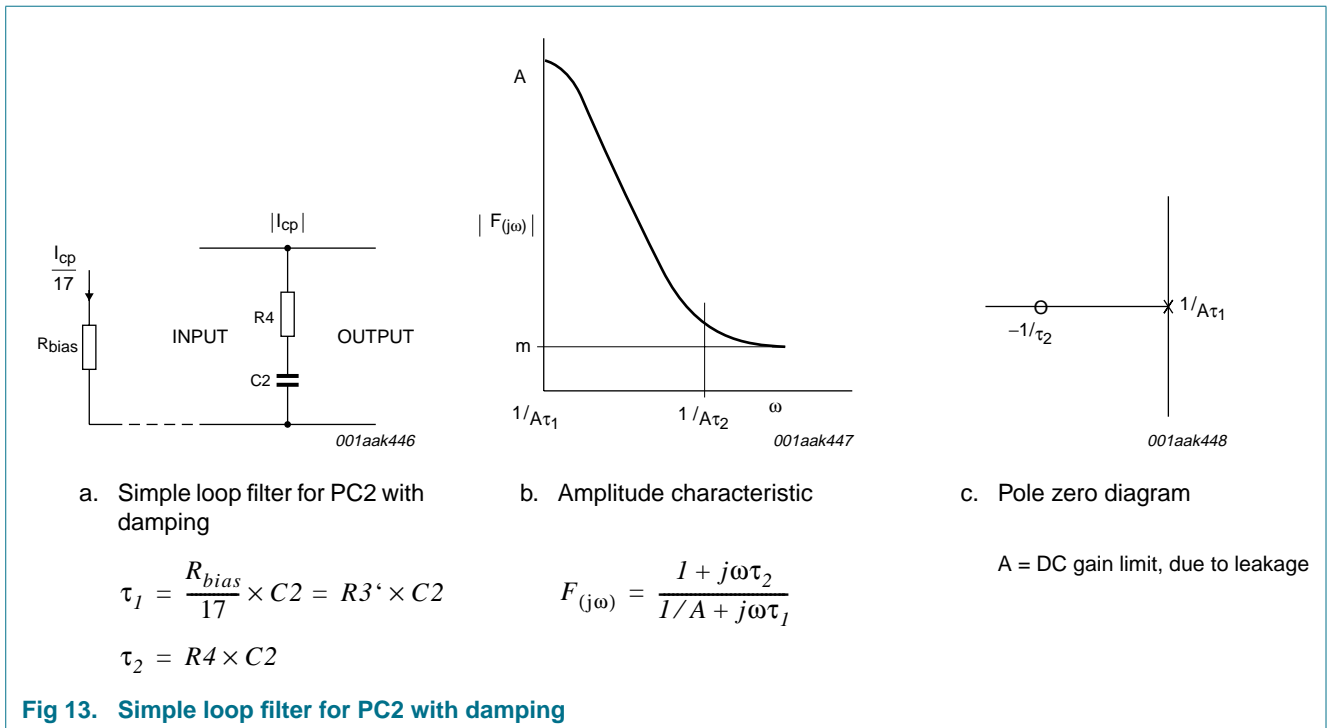 |Icp|
Icp
17
Rbias
INPUT
R4
OUTPUT
C2
001aak446
A
| F(jω)|
m
1/Aτ1
1/Aτ2
ω
001aak447
−1/τ2
1/Aτ1
001aak448
a. Simple loop filter for PC2 with
damping
τ1 = Rbias/17 × C2 = R3‘ × C2
τ2 = R4 × C2
b. Amplitude characteristic
F(jω) = 1 + jωτ2 / 1/A + jωτ1
c. Pole zero diagram
A = DC gain limit, due to leakage
Fig 13. Simple loop filter for PC2 with damping